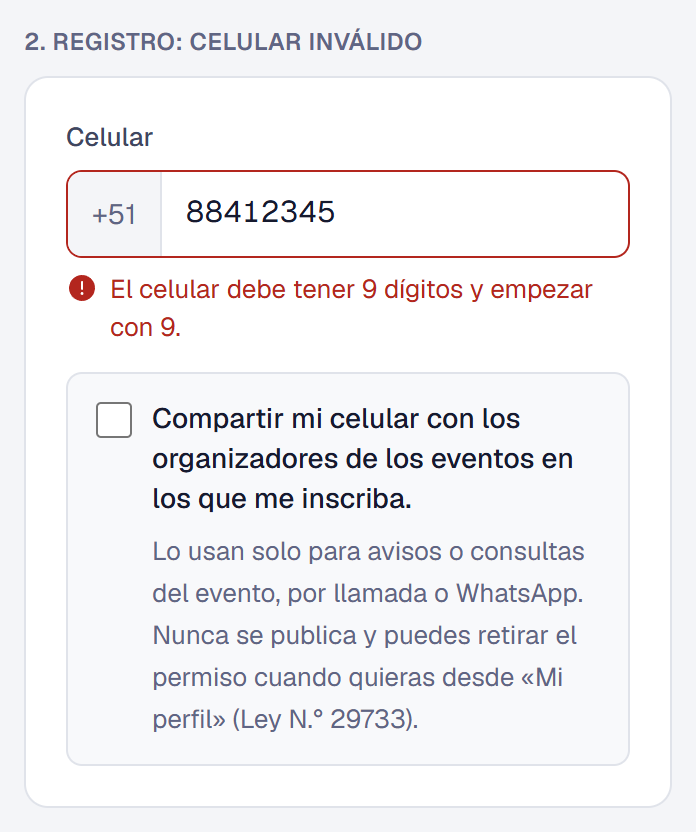 2. REGISTRO: CELULAR INVÁLIDO
Celular
+51 88412345
El celular debe tener 9 dígitos y empezar
con 9.
Compartir mi celular con los
organizadores de los eventos en
los que me inscriba.
Lo usan solo para avisos o consultas
del evento, por llamada o WhatsApp.
Nunca se publica y puedes retirar el
permiso cuando quieras desde «Mi
perfil» (Ley N.° 29733).